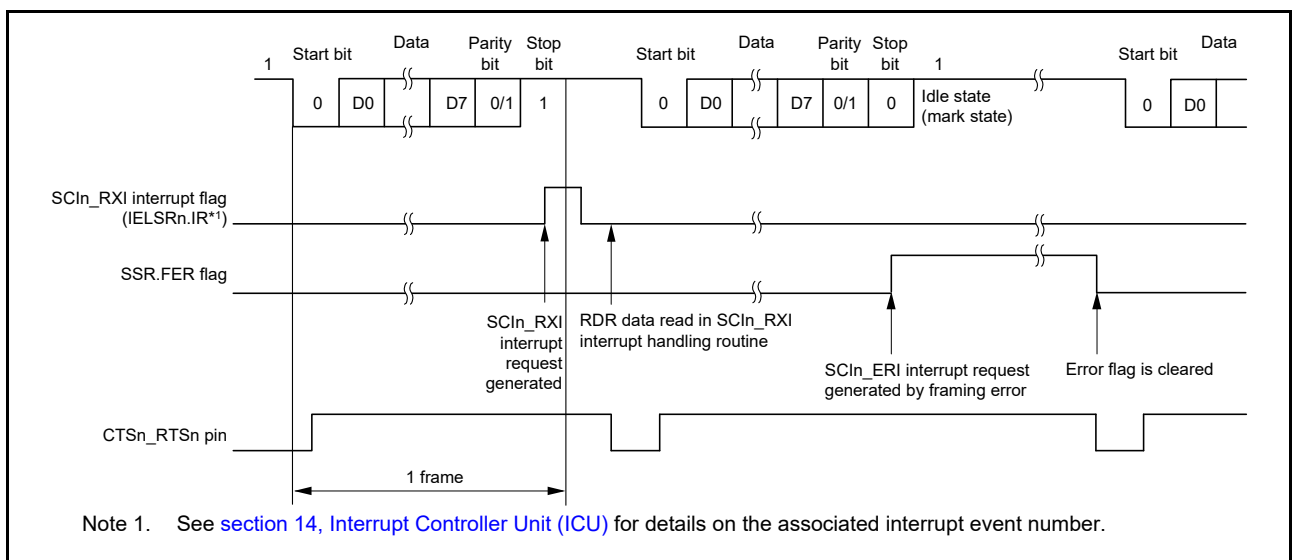 Data Parity Stop Data Parity Stop Data
Start bit bit bit Start bit bit bit Start bit
1 1
0 D0 D7 0/1 1 0 D0 D7 0/1 0 Idle state 0 D0
(mark state)
SCIn_RXI interrupt flag
(IELSRn.IR*1)
SSR.FER flag
SCIn_RXI
interrupt
request
generated
RDR data read in SCIn_RXI
interrupt handling routine
SCIn_ERI interrupt request
generated by framing error
Error flag is cleared
CTSn_RTSn pin
1 frame
Note 1. See section 14, Interrupt Controller Unit (ICU) for details on the associated interrupt event number.